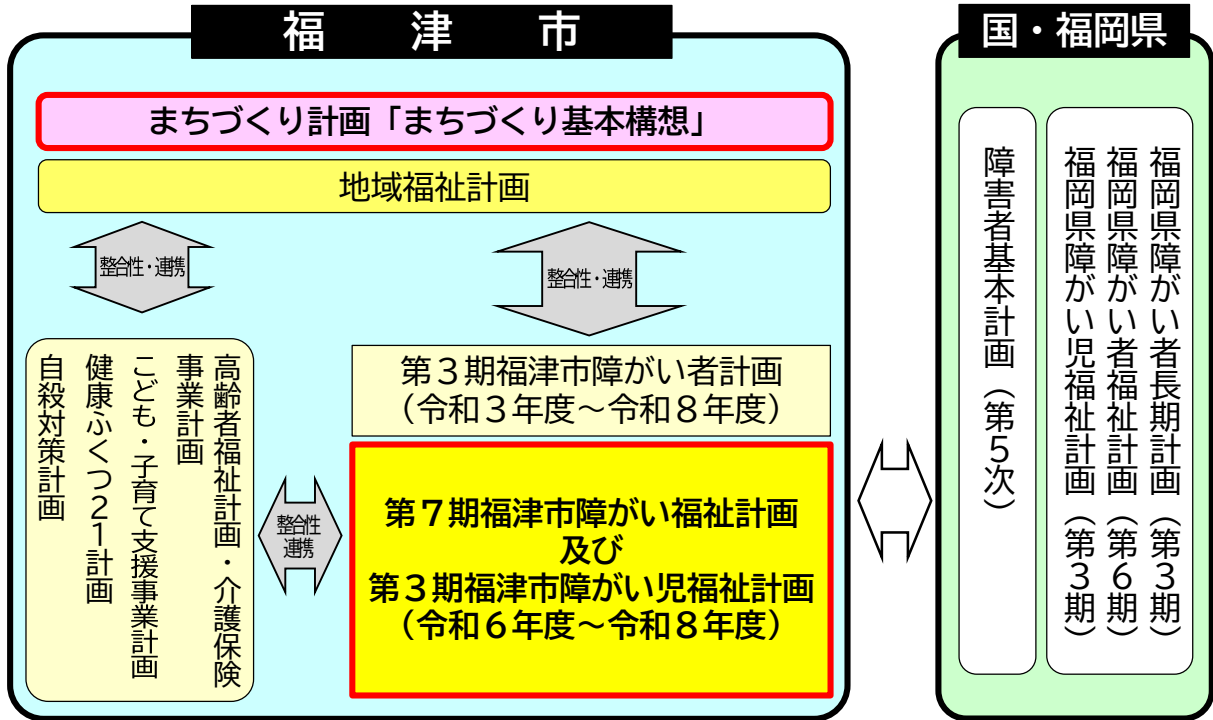 福津市
まちづくり計画「まちづくり基本構想」
地域福祉計画
整合性・連携
整合性・連携
高齢者福祉計画・介護保険
事業計画
こども・子育て支援事業計画
健康ふくつ２１計画
自殺対策計画
整合性
連携
第３期福津市障がい者計画
（令和３年度～令和８年度）
第７期福津市障がい福祉計画
及び
第３期福津市障がい児福祉計画
（令和６年度～令和８年度）
国・福岡県
福岡県障がい者長期計画（第３期）
福岡県障がい者福祉計画（第６期）
福岡県障がい児福祉計画（第３期）
障害者基本計画（第５次）